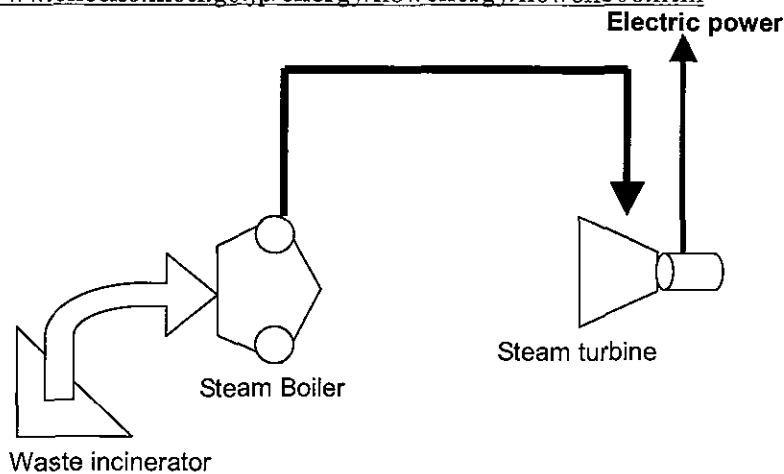 Electric power
Steam turbine
Steam Boiler
Waste incinerator